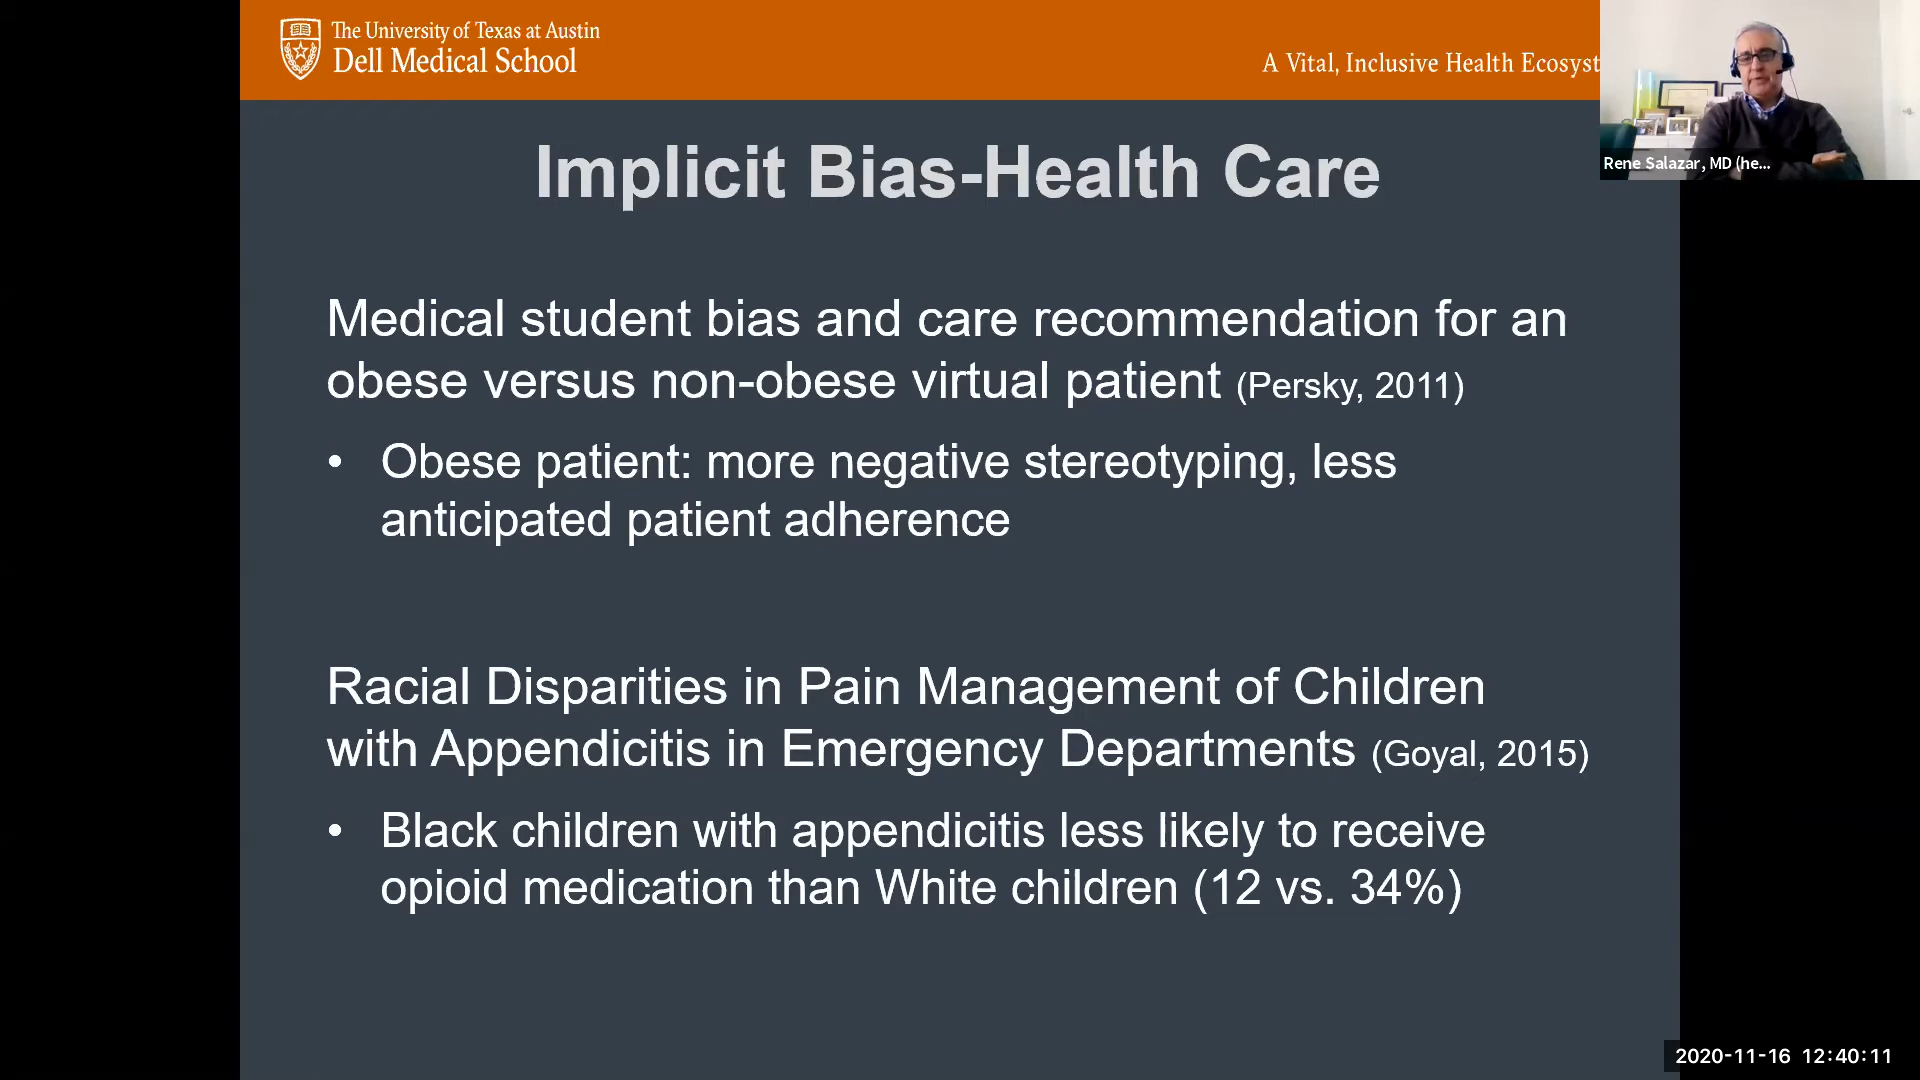 The University of Texas at Austin
Dell Medical School
A Vital, Inclusive Health Ecosyst
Rene Salazar, MD (he...
Implicit Bias-Health Care
Medical student bias and care recommendation for an
obese versus non-obese virtual patient (Persky, 2011)
• Obese patient: more negative stereotyping, less
anticipated patient adherence
Racial Disparities in Pain Management of Children
with Appendicitis in Emergency Departments (Goyal, 2015)
• Black children with appendicitis less likely to receive
opioid medication than White children (12 vs. 34%)
2020-11-16 12:40:11